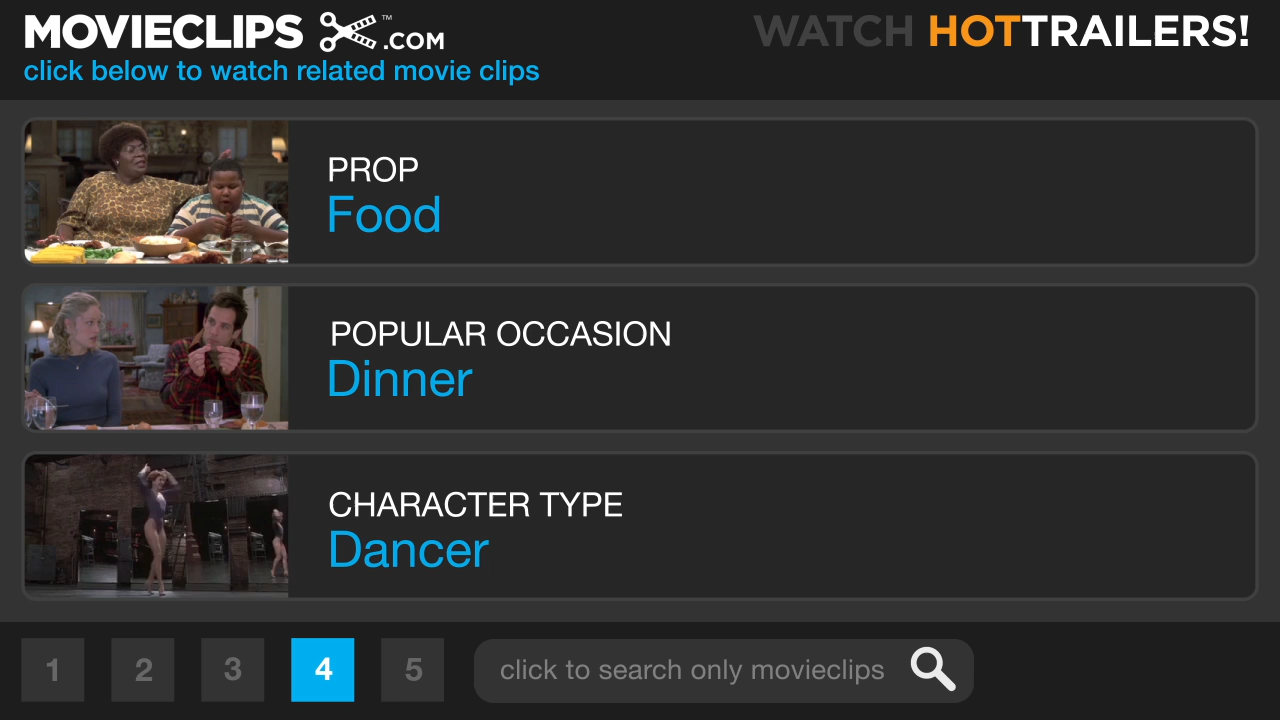 MOVIECLIPS ™ .COM
WATCH HOTTRAILERS!
click below to watch related movie clips
PROP
Food
POPULAR OCCASION
Dinner
CHARACTER TYPE
Dancer
1 2 3 4 5 click to search only movieclips